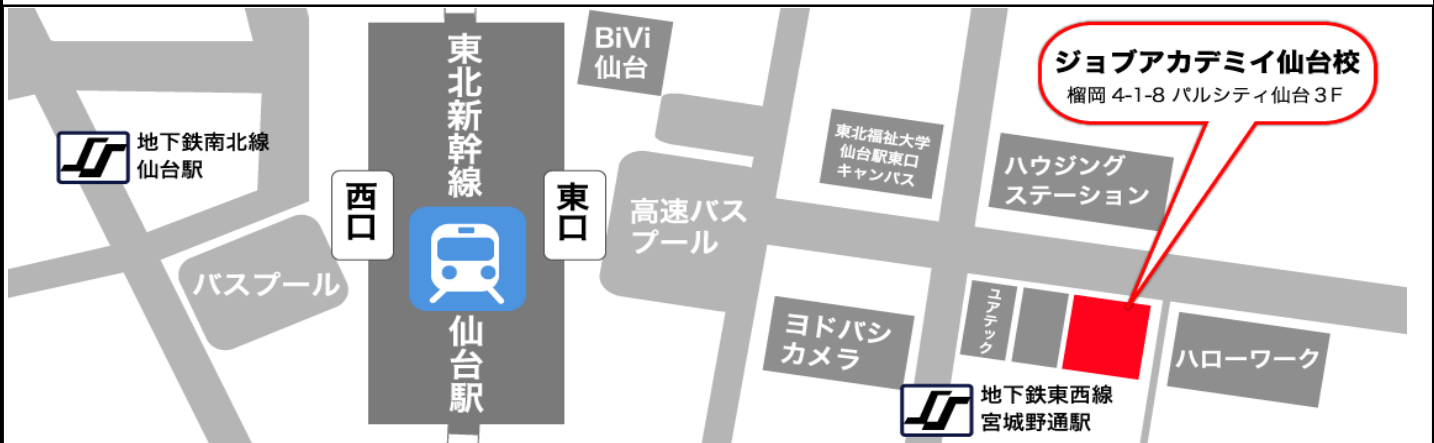 地下鉄南北線
仙台駅
バスプール
西口
東北新幹線
仙台駅
東口
BiVi
仙台
高速バス
プール
東北福祉大学
仙台駅東口
キャンパス
ヨドバシ
カメラ
ハウジング
ステーション
ジョブアカデミイ仙台校
榴岡 4-1-8 パルシティ仙台3F
ユアテック
ハローワーク
地下鉄東西線
宮城野通駅